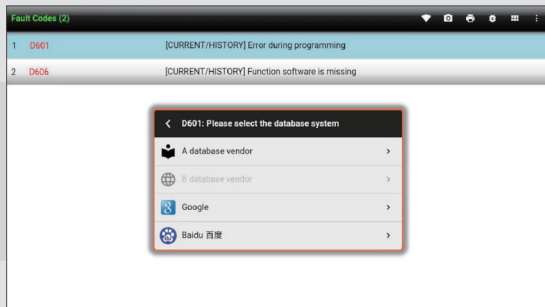 Fault Codes (2)
1 D601 [CURRENT/HISTORY] Error during programming
2 D606 [CURRENT/HISTORY] Function software is missing
D601: Please select the database system
A database vendor
B database vendor
Google
Baidu 百度